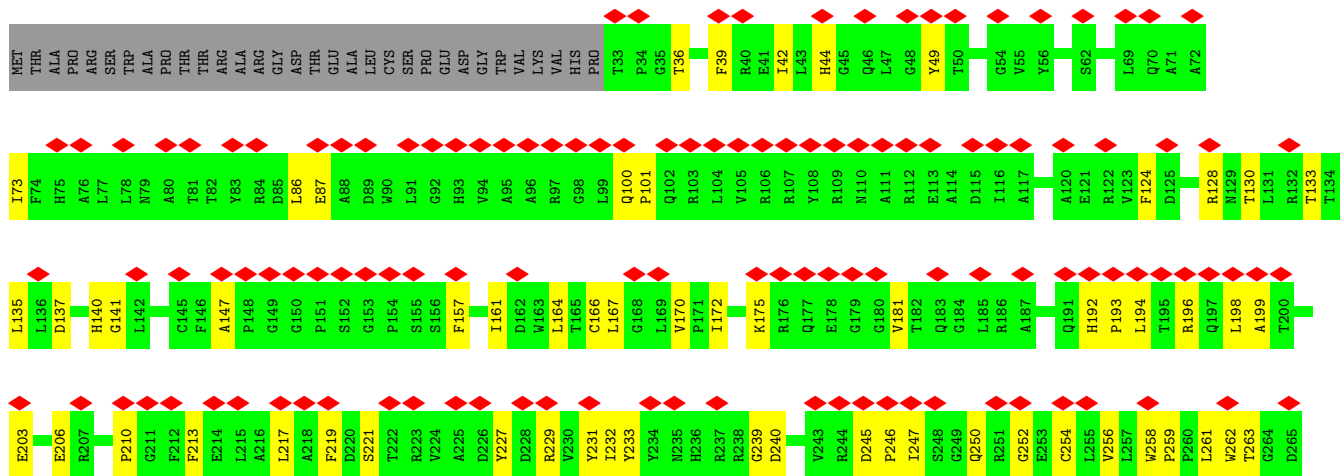 MET THR ALA PRO ARG SER TRP ALA PRO THR THR ARG ALA ARG GLY ASP THR GLU ALA LEU CYS SER PRO GLU ASP GLY TRP VAL LYS VAL HIS PRO T33 P34 G35 T36 F39 R40 E41 I42 L43 H44 G45 Q46 L47 G48 Y49 T50 G54 V55 Y56 S62 L69 Q70 A71 A72
I73 F74 H75 A76 L77 L78 N79 A80 T81 T82 Y83 R84 D85 L86 E87 A88 D89 W90 L91 G92 H93 V94 A95 A96 R97 G98 L99 Q100 P101 Q102 R103 L104 V105 R106 R107 Y108 R109 N110 A111 R112 E113 A114 D115 I116 A117 A120 E121 R122 V123 F124 D125 R128 N129 T130 L131 R132 T133 T134
L135 L136 D137 H140 G141 L142 C145 F146 A147 P148 G149 G150 P151 S152 G153 P154 S155 S156 F157 I161 D162 W163 L164 T165 C166 L167 G168 L169 V170 P171 I172 K175 R176 Q177 E178 G179 G180 V181 T182 Q183 G184 L185 R186 A187 Q191 H192 P193 L194 T195 R196 Q197 L198 A199 T200
E203 E206 R207 P210 G211 F212 F213 E214 L215 A216 L217 A218 F219 D220 S221 T222 R223 V224 A225 D226 Y227 D228 R229 V230 Y231 I232 Y233 Y234 N235 H236 R237 R238 G239 D240 V243 R244 D245 P246 I247 S248 G249 Q250 R251 G252 E253 C254 L255 V256 L257 W258 P259 P260 L261 W262 T263 G264 D265